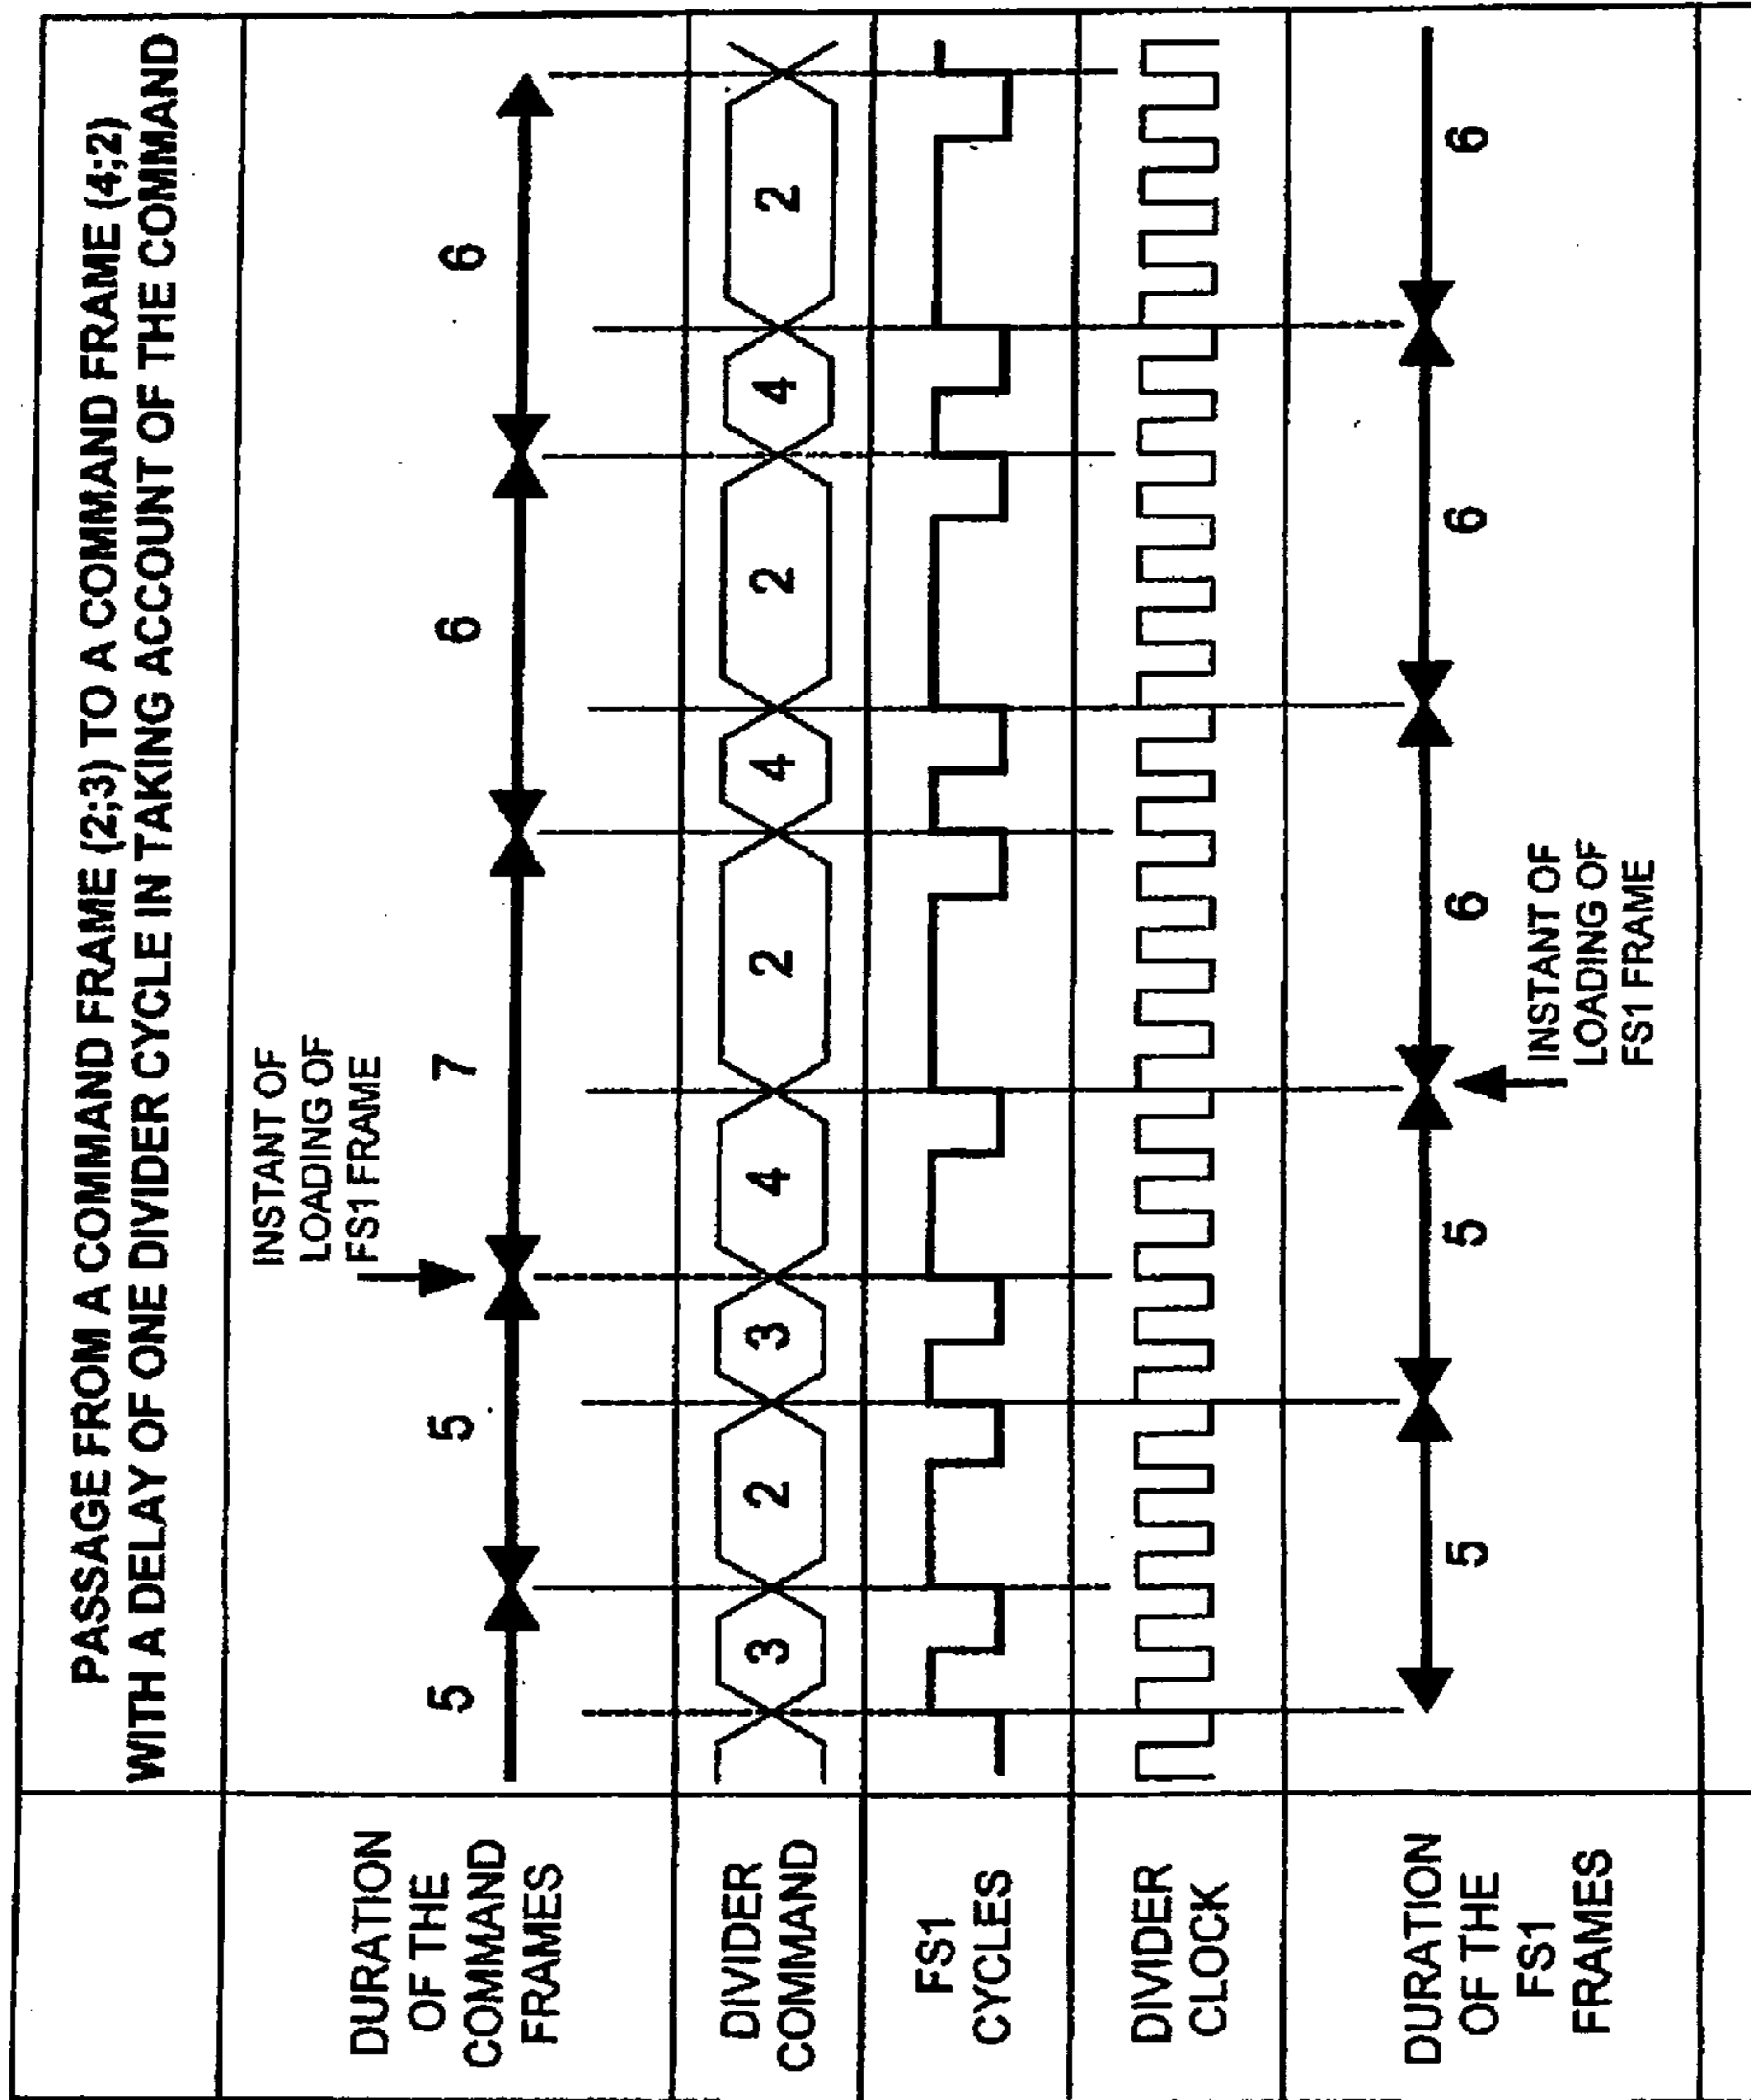 PASSAGE FROM A COMMAND FRAME (2;3) TO A COMMAND FRAME (4;2)
WITH A DELAY OF ONE DIVIDER CYCLE IN TAKING ACCOUNT OF THE COMMAND
DURATION
OF THE
COMMAND
FRAMES
INSTANT OF
LOADING OF
FS1 FRAME
5 5 7 6 6
DIVIDER
COMMAND
3 2 3 4 2 4 2 4 2
FS1
CYCLES
DIVIDER
CLOCK
DURATION
OF THE
FS1
FRAMES
5 5 6 6 6
INSTANT OF
LOADING OF
FS1 FRAME